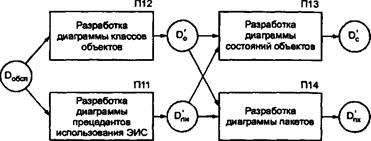 П12
Разработка
диаграммы классов
объектов
D'о
П13
Разработка
диаграммы
состояний объектов
D'с
Dобсл
П11
Разработка
диаграммы
прецедентов
использования ЭИС
D'пи
П14
Разработка
диаграммы пакетов
D'пк